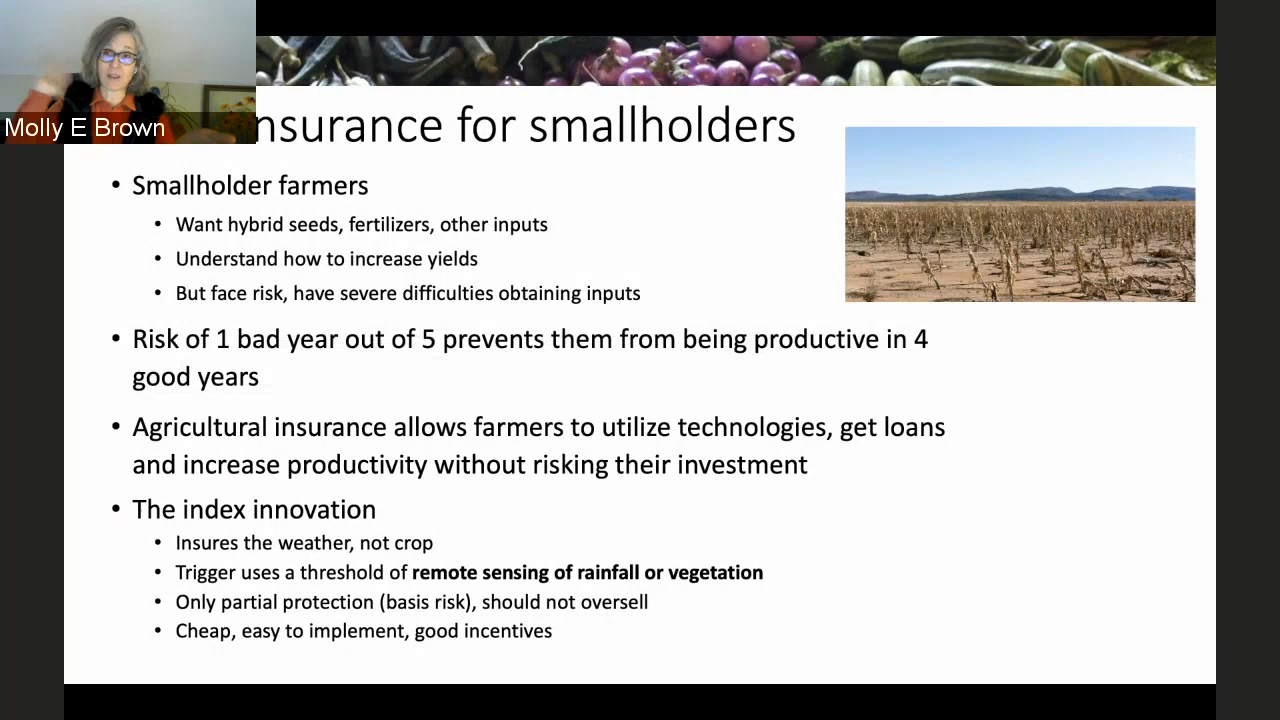 Molly E Brown
nsurance for smallholders
• Smallholder farmers
• Want hybrid seeds, fertilizers, other inputs
• Understand how to increase yields
• But face risk, have severe difficulties obtaining inputs
• Risk of 1 bad year out of 5 prevents them from being productive in 4
good years
• Agricultural insurance allows farmers to utilize technologies, get loans
and increase productivity without risking their investment
• The index innovation
• Insures the weather, not crop
• Trigger uses a threshold of remote sensing of rainfall or vegetation
• Only partial protection (basis risk), should not oversell
• Cheap, easy to implement, good incentives